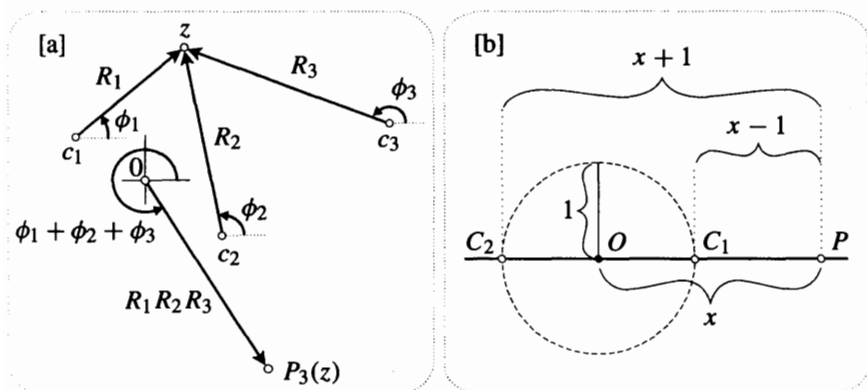 [a]
z
R₁
R₃
ϕ₃
ϕ₁
c₁
R₂
c₃
0
ϕ₂
ϕ₁ + ϕ₂ + ϕ₃
c₂
R₁R₂R₃
P₃(z)
[b]
x + 1
x − 1
1
C₂
O
C₁
P
x